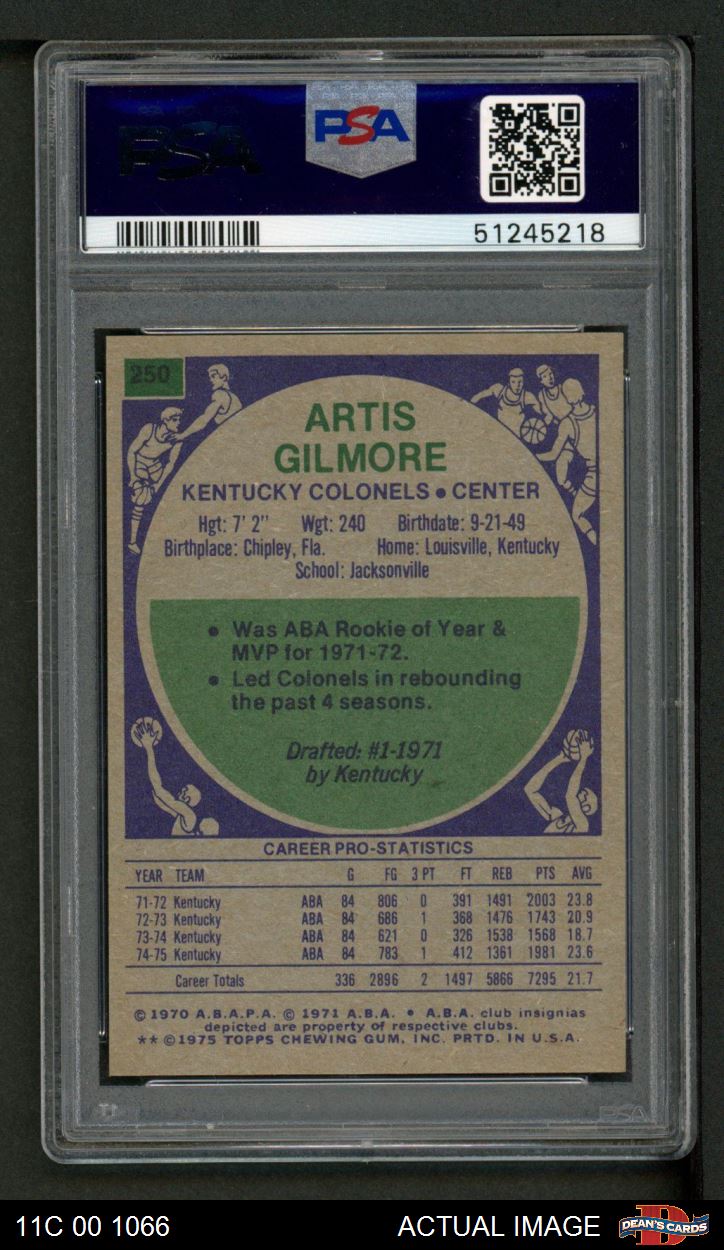 PSA
PSA
51245218
250
ARTIS
GILMORE
KENTUCKY COLONELS • CENTER
Hgt: 7' 2" Wgt: 240 Birthdate: 9-21-49
Birthplace: Chipley, Fla. Home: Louisville, Kentucky
School: Jacksonville
• Was ABA Rookie of Year &
MVP for 1971-72.
• Led Colonels in rebounding
the past 4 seasons.
Drafted: #1-1971
by Kentucky
CAREER PRO-STATISTICS
YEAR TEAM G FG 3 PT FT REB PTS AVG
71-72 Kentucky ABA 84 806 0 391 1491 2003 23.8
72-73 Kentucky ABA 84 686 1 368 1476 1743 20.9
73-74 Kentucky ABA 84 621 0 326 1538 1568 18.7
74-75 Kentucky ABA 84 783 1 412 1361 1981 23.6
Career Totals 336 2896 2 1497 5866 7295 21.7
© 1970 A.B.A.P.A. © 1971 A.B.A. • A.B.A. club insignias
depicted are property of respective clubs.
** © 1975 TOPPS CHEWING GUM, INC. PRTD. IN U.S.A.
PSA
11C 00 1066 ACTUAL IMAGE DEAN'S CARDS